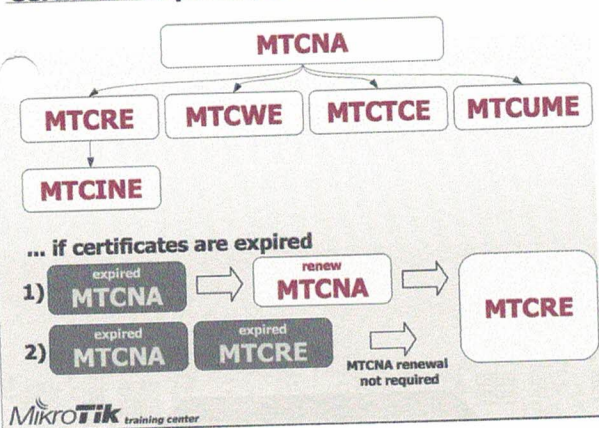 MTCNA
MTCRE MTCWE MTCTCE MTCUME
MTCINE
... if certificates are expired
1) expired MTCNA renew MTCNA
MTCRE
2) expired MTCNA expired MTCRE
MTCNA renewal
not required
MikroTik training center